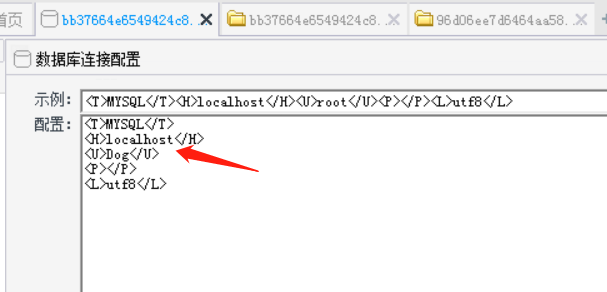 首页 bb37664e6549424c8... bb37664e6549424c8... 96d06ee7d6464aa58...
数据库连接配置
示例: <T>MYSQL</T><H>localhost</H><U>root</U><P></P><L>utf8</L>
配置: <T>MYSQL</T>
<H>localhost</H>
<U>Dog</U>
<P></P>
<L>utf8</L>